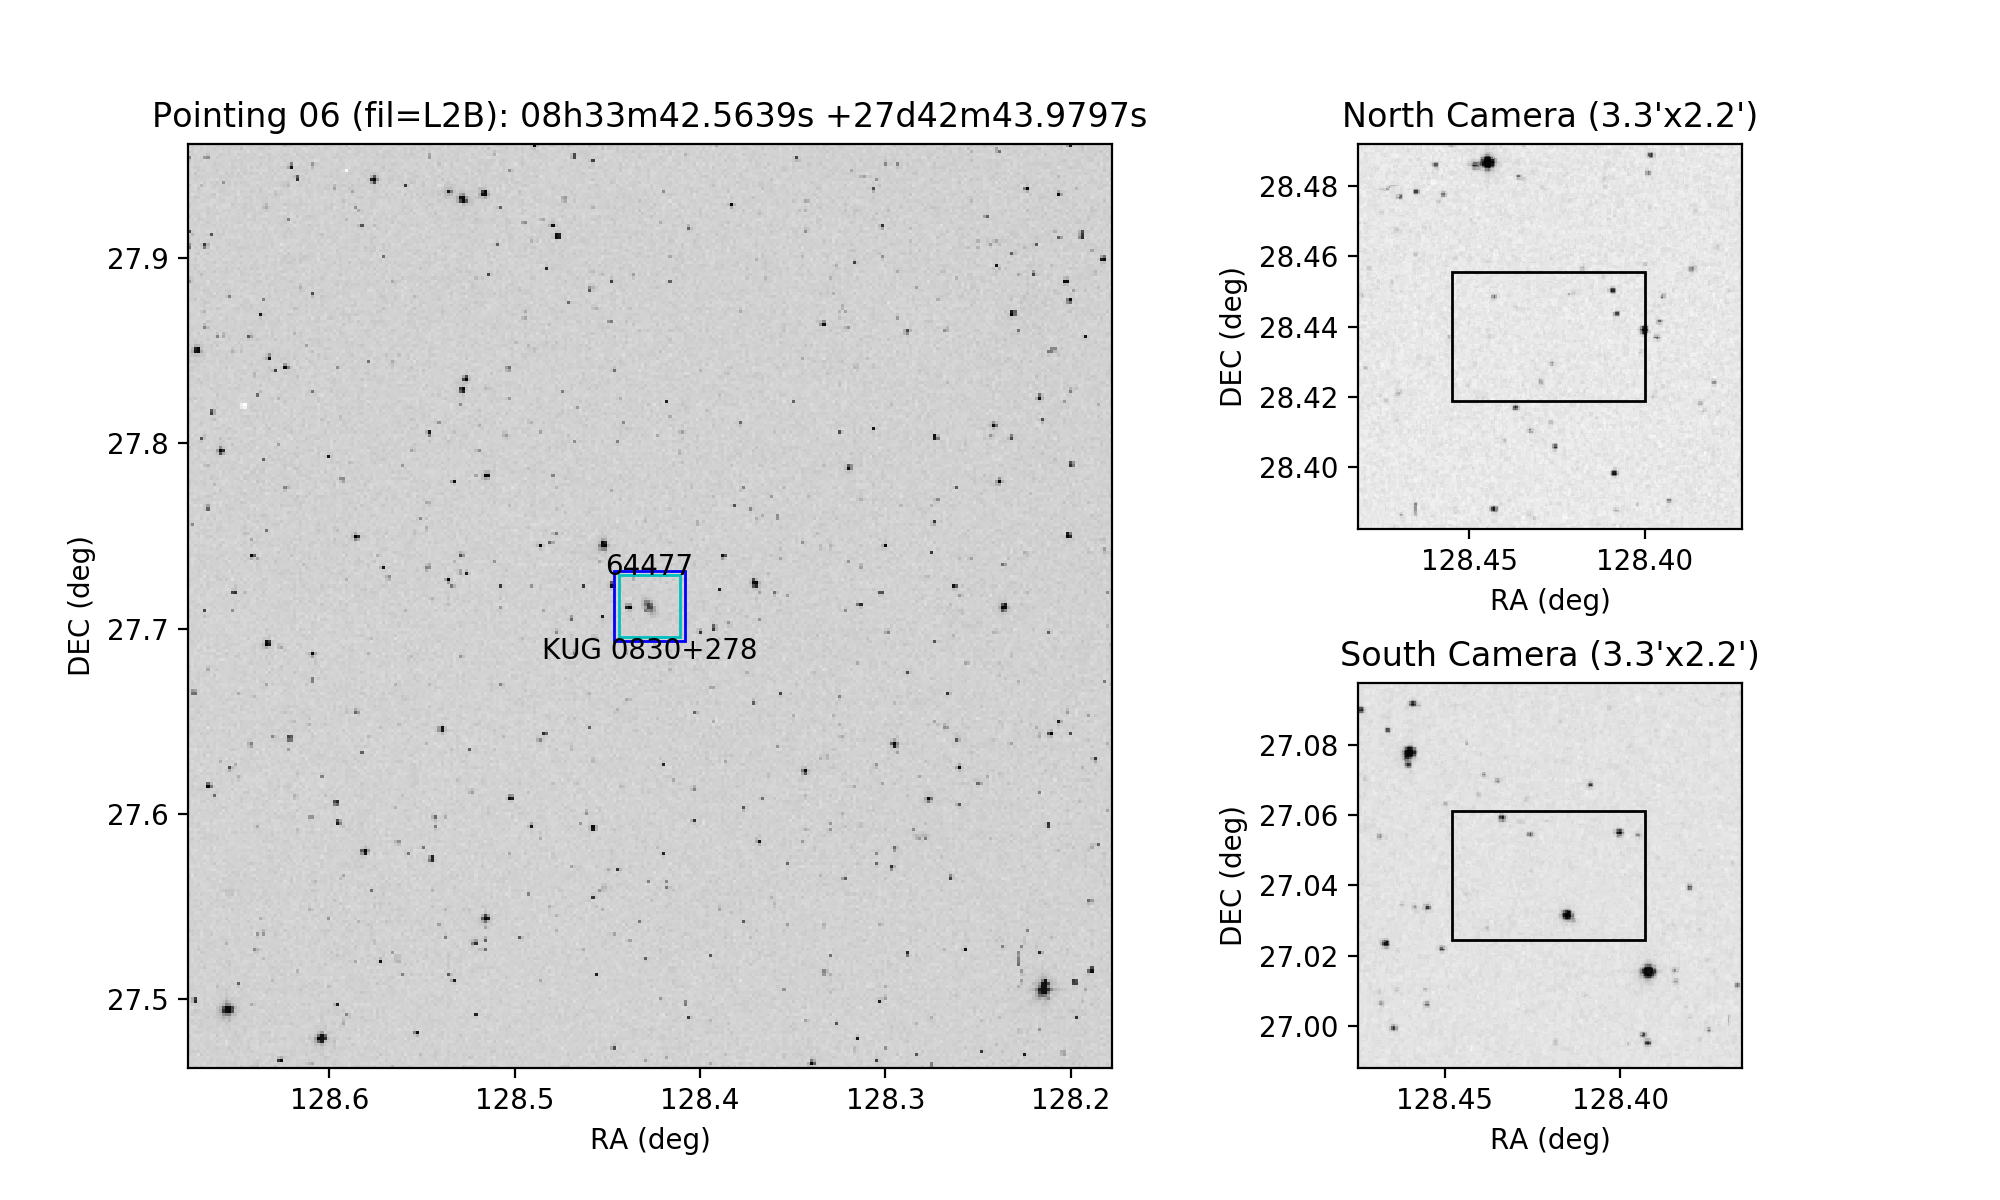 Pointing 06 (fil=L2B): 08h33m42.5639s +27d42m43.9797s
DEC (deg)
27.9
27.8
27.7
27.6
27.5
64477
KUG 0830+278
128.6 128.5 128.4 128.3 128.2
RA (deg)
North Camera (3.3'x2.2')
DEC (deg)
28.48
28.46
28.44
28.42
28.40
128.45 128.40
RA (deg)
South Camera (3.3'x2.2')
DEC (deg)
27.08
27.06
27.04
27.02
27.00
128.45 128.40
RA (deg)